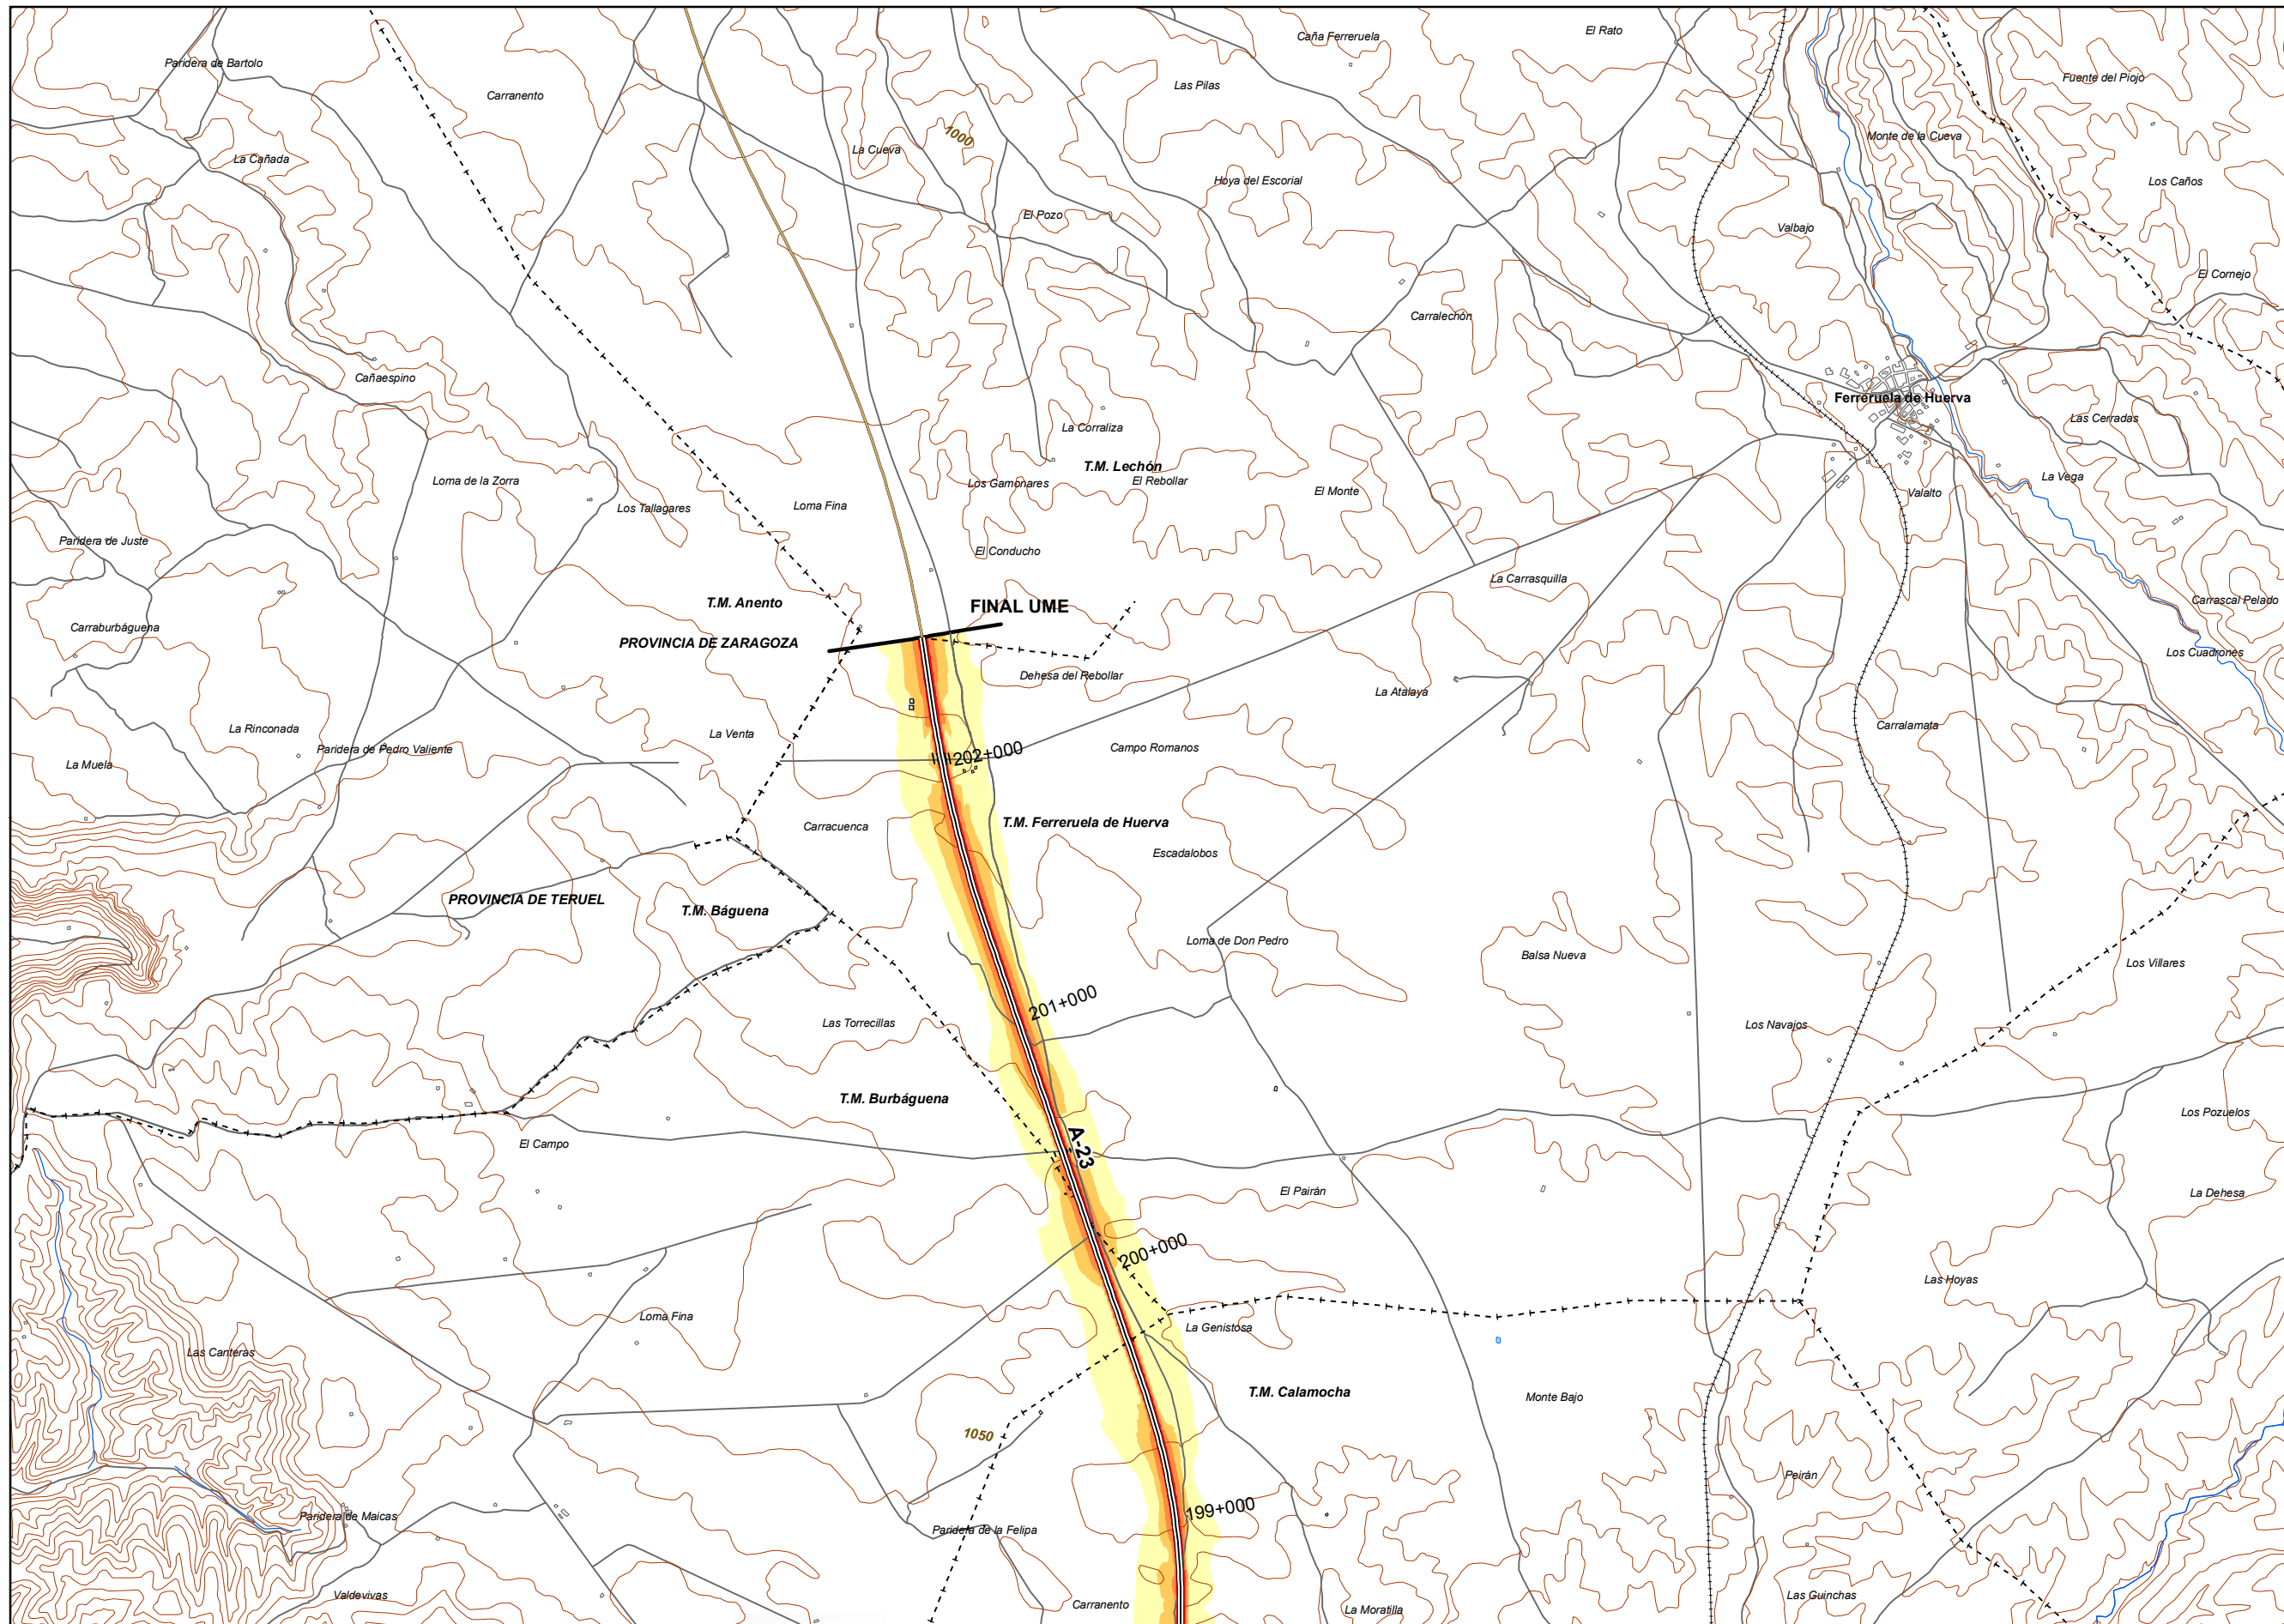 Caña Ferreruela
El Rato
Paridera de Bartolo
Fuente del Piojo
Las Pilas
Carranento
1000
Monte de la Cueva
La Cueva
La Cañada
Hoya del Escorial
Los Caños
El Pozo
Valbajo
El Cornejo
Carralechón
Cañaespino
Ferreruela de Huerva
Las Cerradas
La Corraliza
T.M. Lechón
El Rebollar
Loma de la Zorra
Los Gamonares
El Monte
La Vega
Valalto
Los Tallagares
Loma Fina
Paridera de Juste
El Conducho
La Carrasquilla
T.M. Anento
FINAL UME
Carrascal Pelado
Carraburbáguena
PROVINCIA DE ZARAGOZA
Los Cuadrones
Dehesa del Rebollar
La Atalaya
La Rinconada
La Venta
Carralamata
Paridera de Pedro Valiente
202+000
Campo Romanos
La Muela
Carracuenca
T.M. Ferreruela de Huerva
Escadalobos
PROVINCIA DE TERUEL
T.M. Báguena
Loma de Don Pedro
Balsa Nueva
Los Villares
201+000
Las Torrecillas
Los Navajos
T.M. Burbáguena
Los Pozuelos
El Campo
A-23
El Pairán
La Dehesa
200+000
Las Hoyas
Loma Fina
La Genistosa
Las Canteras
T.M. Calamocha
Monte Bajo
1050
Peirán
199+000
Paridera de Maicas
Paridera de la Felipa
Valdevivas
Las Guinchas
Carranento
La Moratilla